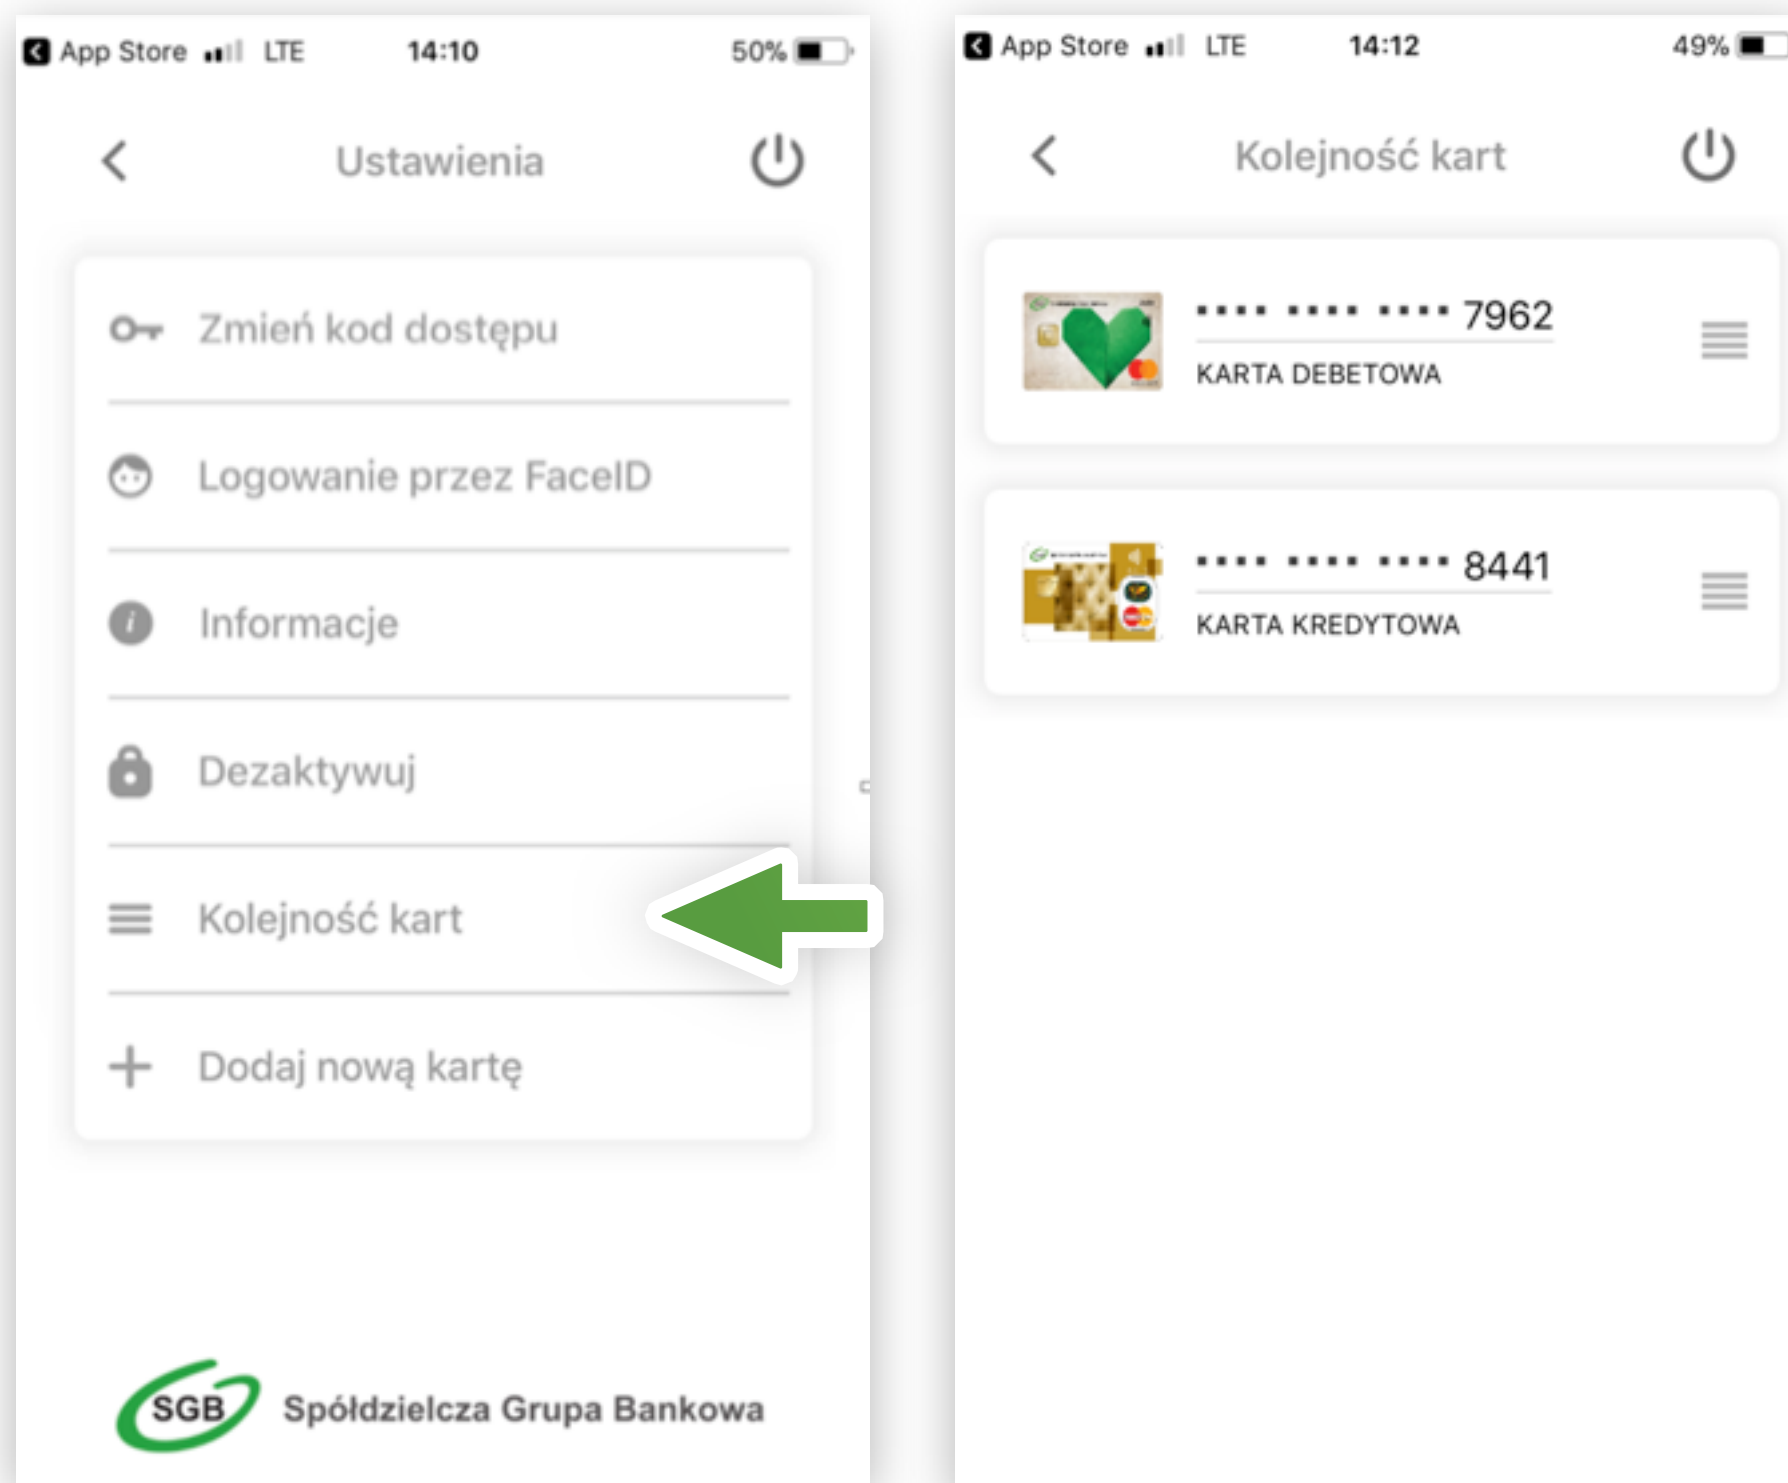 App Store LTE 14:10 50%
Ustawienia
Zmień kod dostępu
Logowanie przez FaceID
Informacje
Dezaktywuj
Kolejność kart
Dodaj nową kartę
SGB Spółdzielcza Grupa Bankowa
App Store LTE 14:12 49%
Kolejność kart
•••• •••• •••• 7962
KARTA DEBETOWA
•••• •••• •••• 8441
KARTA KREDYTOWA